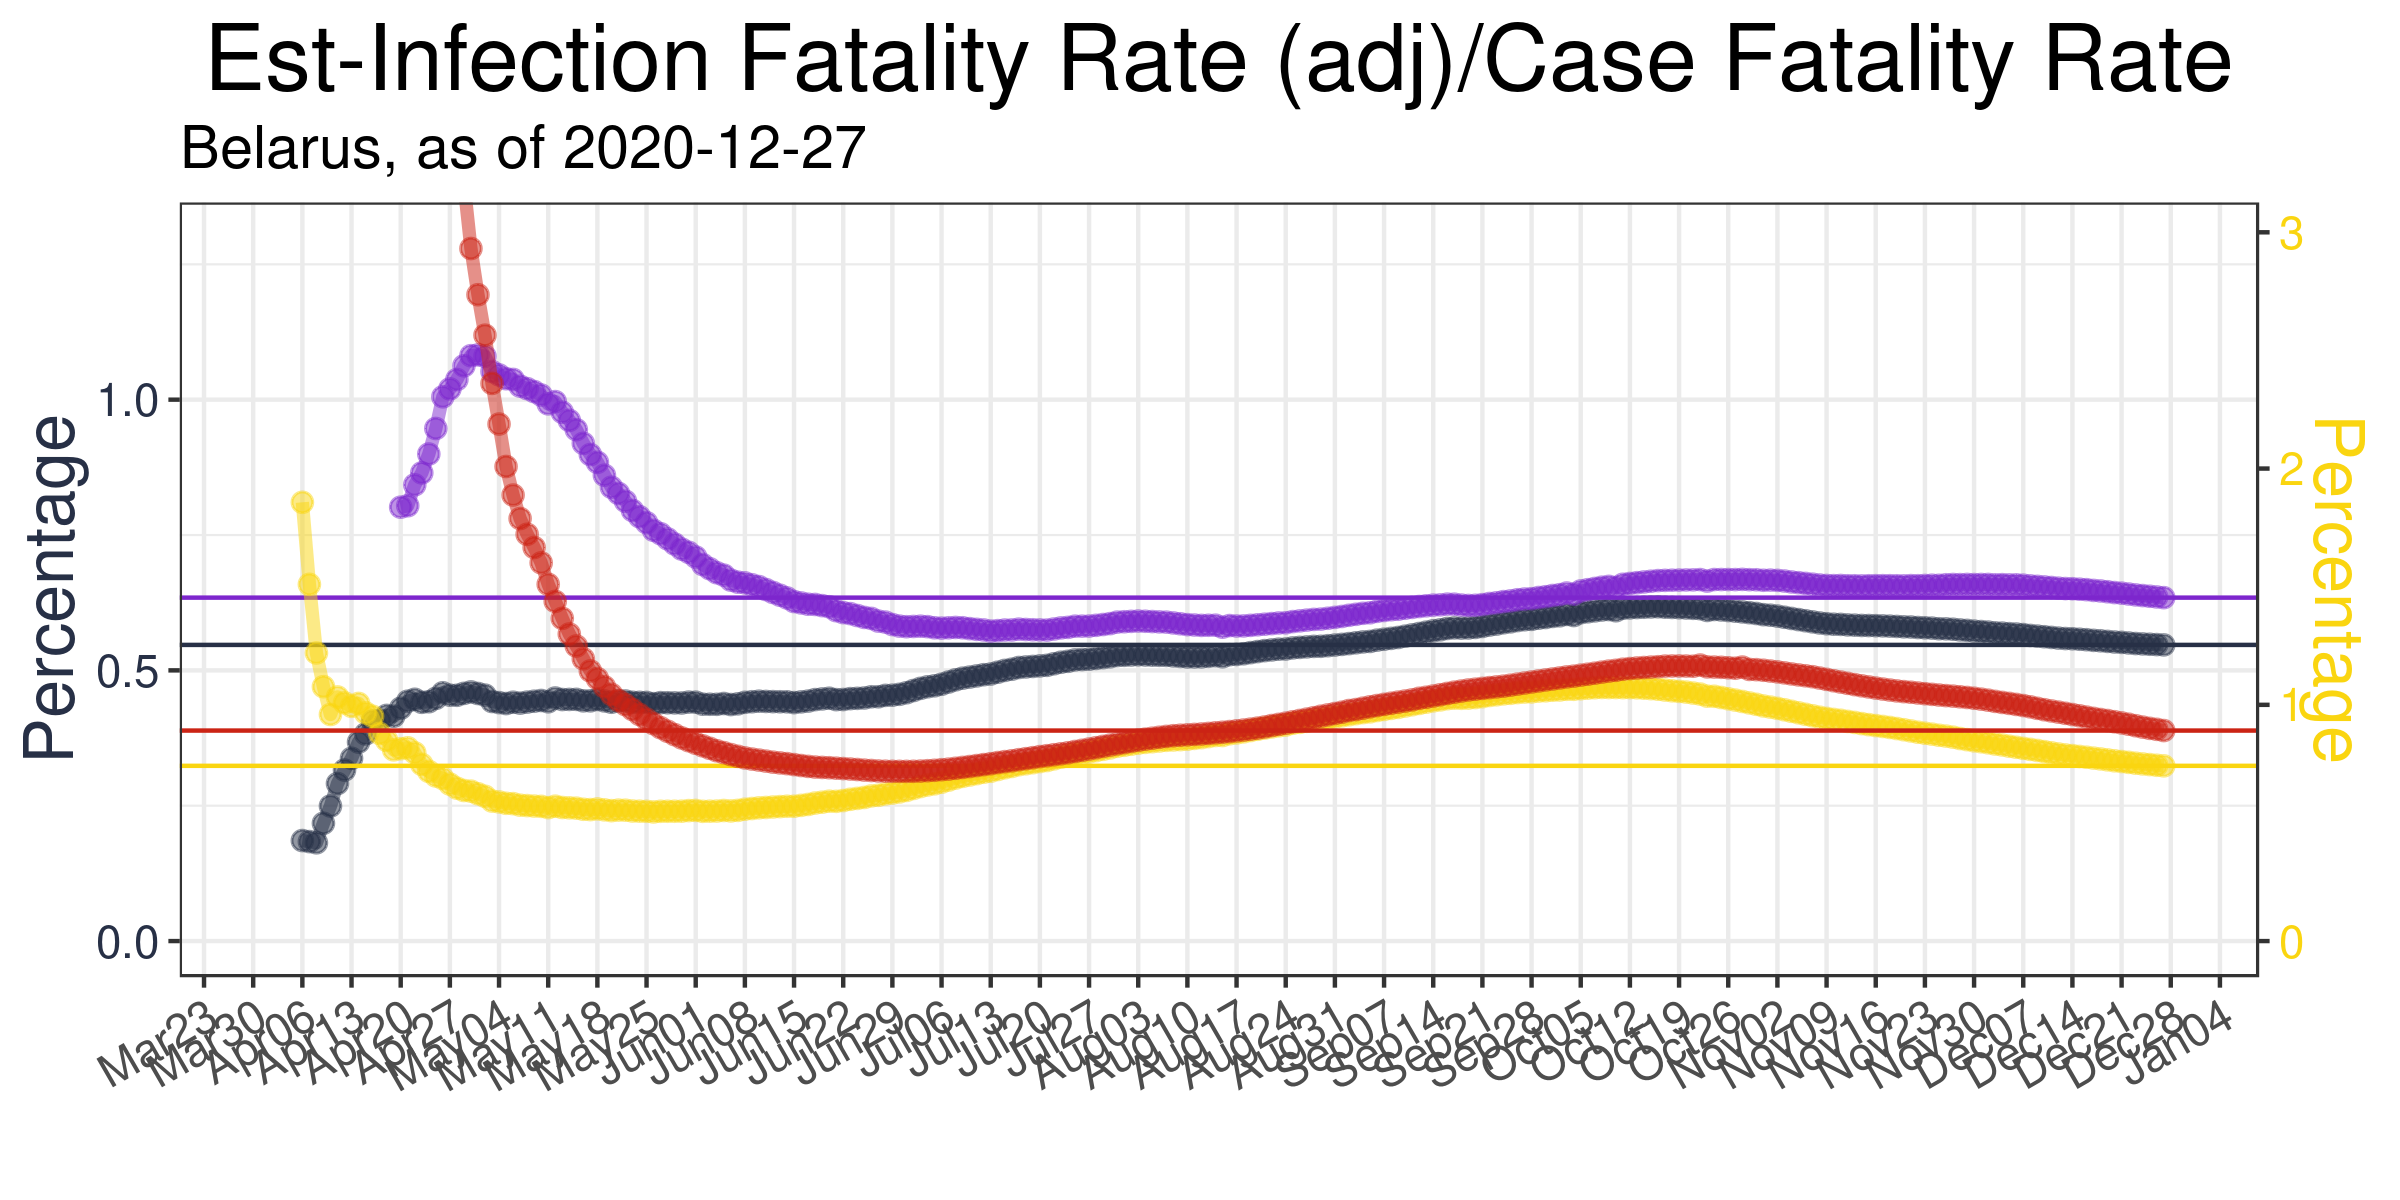 Est-Infection Fatality Rate (adj)/Case Fatality Rate
Belarus, as of 2020-12-27
Percentage
1.0
0.5
0.0
3
2
1
0
Percentage
Mar23
Mar30
Apr06
Apr13
Apr20
Apr27
May04
May11
May18
May25
Jun01
Jun08
Jun15
Jun22
Jun29
Jul06
Jul13
Jul20
Jul27
Aug03
Aug10
Aug17
Aug24
Aug31
Sep07
Sep14
Sep21
Sep28
Oct05
Oct12
Oct19
Oct26
Nov02
Nov09
Nov16
Nov23
Nov30
Dec07
Dec14
Dec21
Dec28
Jan04